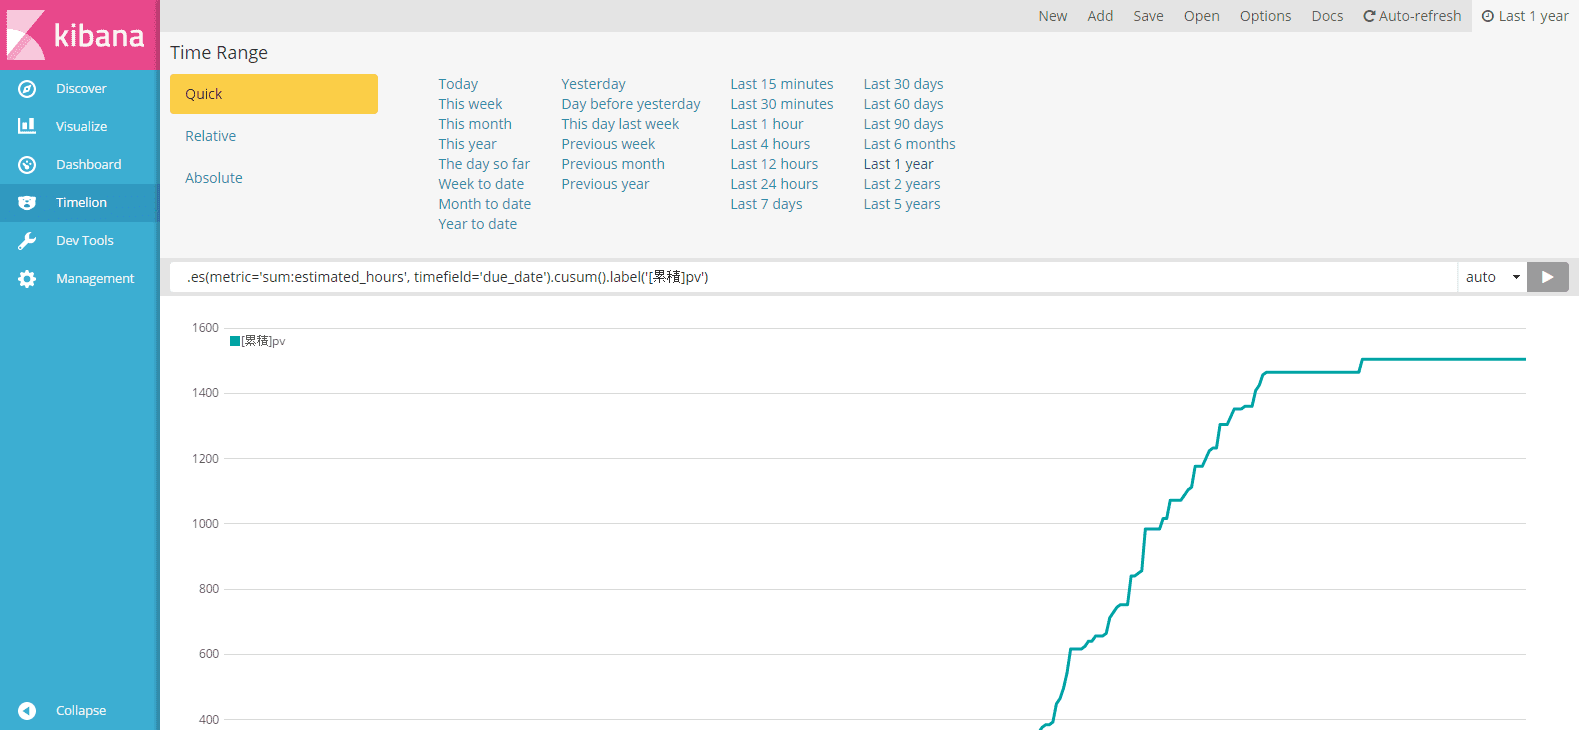 kibana
Discover
Visualize
Dashboard
Timelion
Dev Tools
Management
Collapse
New Add Save Open Options Docs Auto-refresh Last 1 year
Time Range
Quick
Relative
Absolute
Today
This week
This month
This year
The day so far
Week to date
Month to date
Year to date
Yesterday
Day before yesterday
This day last week
Previous week
Previous month
Previous year
Last 15 minutes
Last 30 minutes
Last 1 hour
Last 4 hours
Last 12 hours
Last 24 hours
Last 7 days
Last 30 days
Last 60 days
Last 90 days
Last 6 months
Last 1 year
Last 2 years
Last 5 years
.es(metric='sum:estimated_hours', timefield='due_date').cusum().label('[累積]pv')
auto
[累積]pv
1600
1400
1200
1000
800
600
400